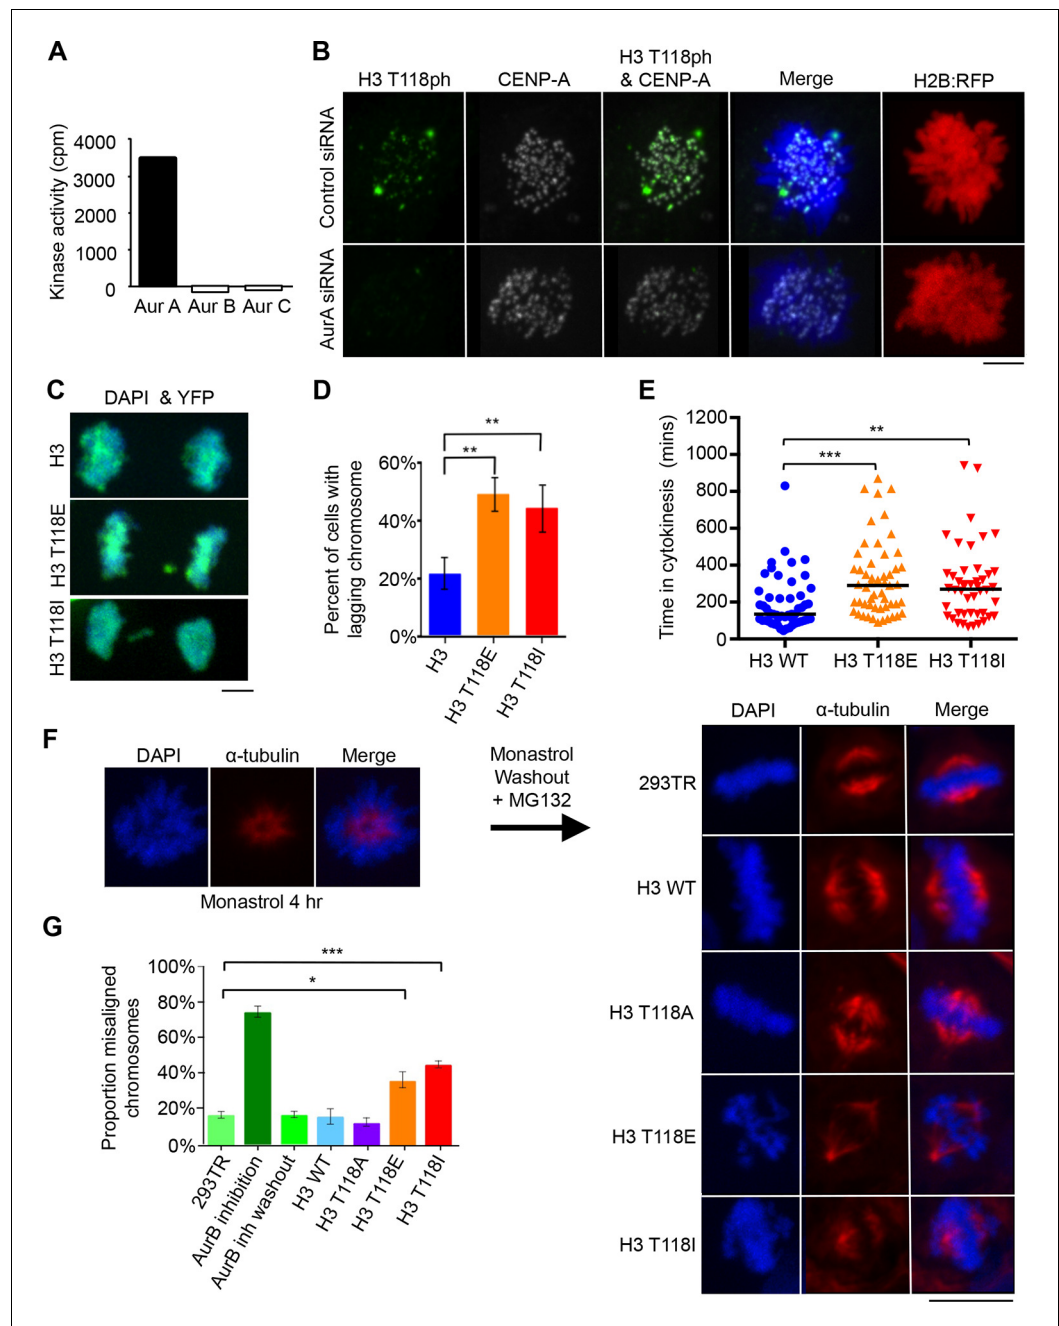 A
Kinase activity (cpm)
4000
3000
2000
1000
0
Aur A
Aur B
Aur C
B
H3 T118ph
CENP-A
H3 T118ph
& CENP-A
Merge
H2B:RFP
Control siRNA
AurA siRNA
C
DAPI & YFP
H3
H3 T118E
H3 T118I
D
Percent of cells with
lagging chromosome
60%
40%
20%
0%
**
**
H3
H3 T118E
H3 T118I
E
Time in cytokinesis (mins)
1200
1000
800
600
400
200
0
**
***
H3 WT
H3 T118E
H3 T118I
F
DAPI
α-tubulin
Merge
Monastrol 4 hr
Monastrol
Washout
+ MG132
DAPI
α-tubulin
Merge
293TR
H3 WT
H3 T118A
H3 T118E
H3 T118I
G
Proportion misaligned
chromosomes
100%
80%
60%
40%
20%
0%
***
*
293TR
AurB inhibition
AurB inh washout
H3 WT
H3 T118A
H3 T118E
H3 T118I